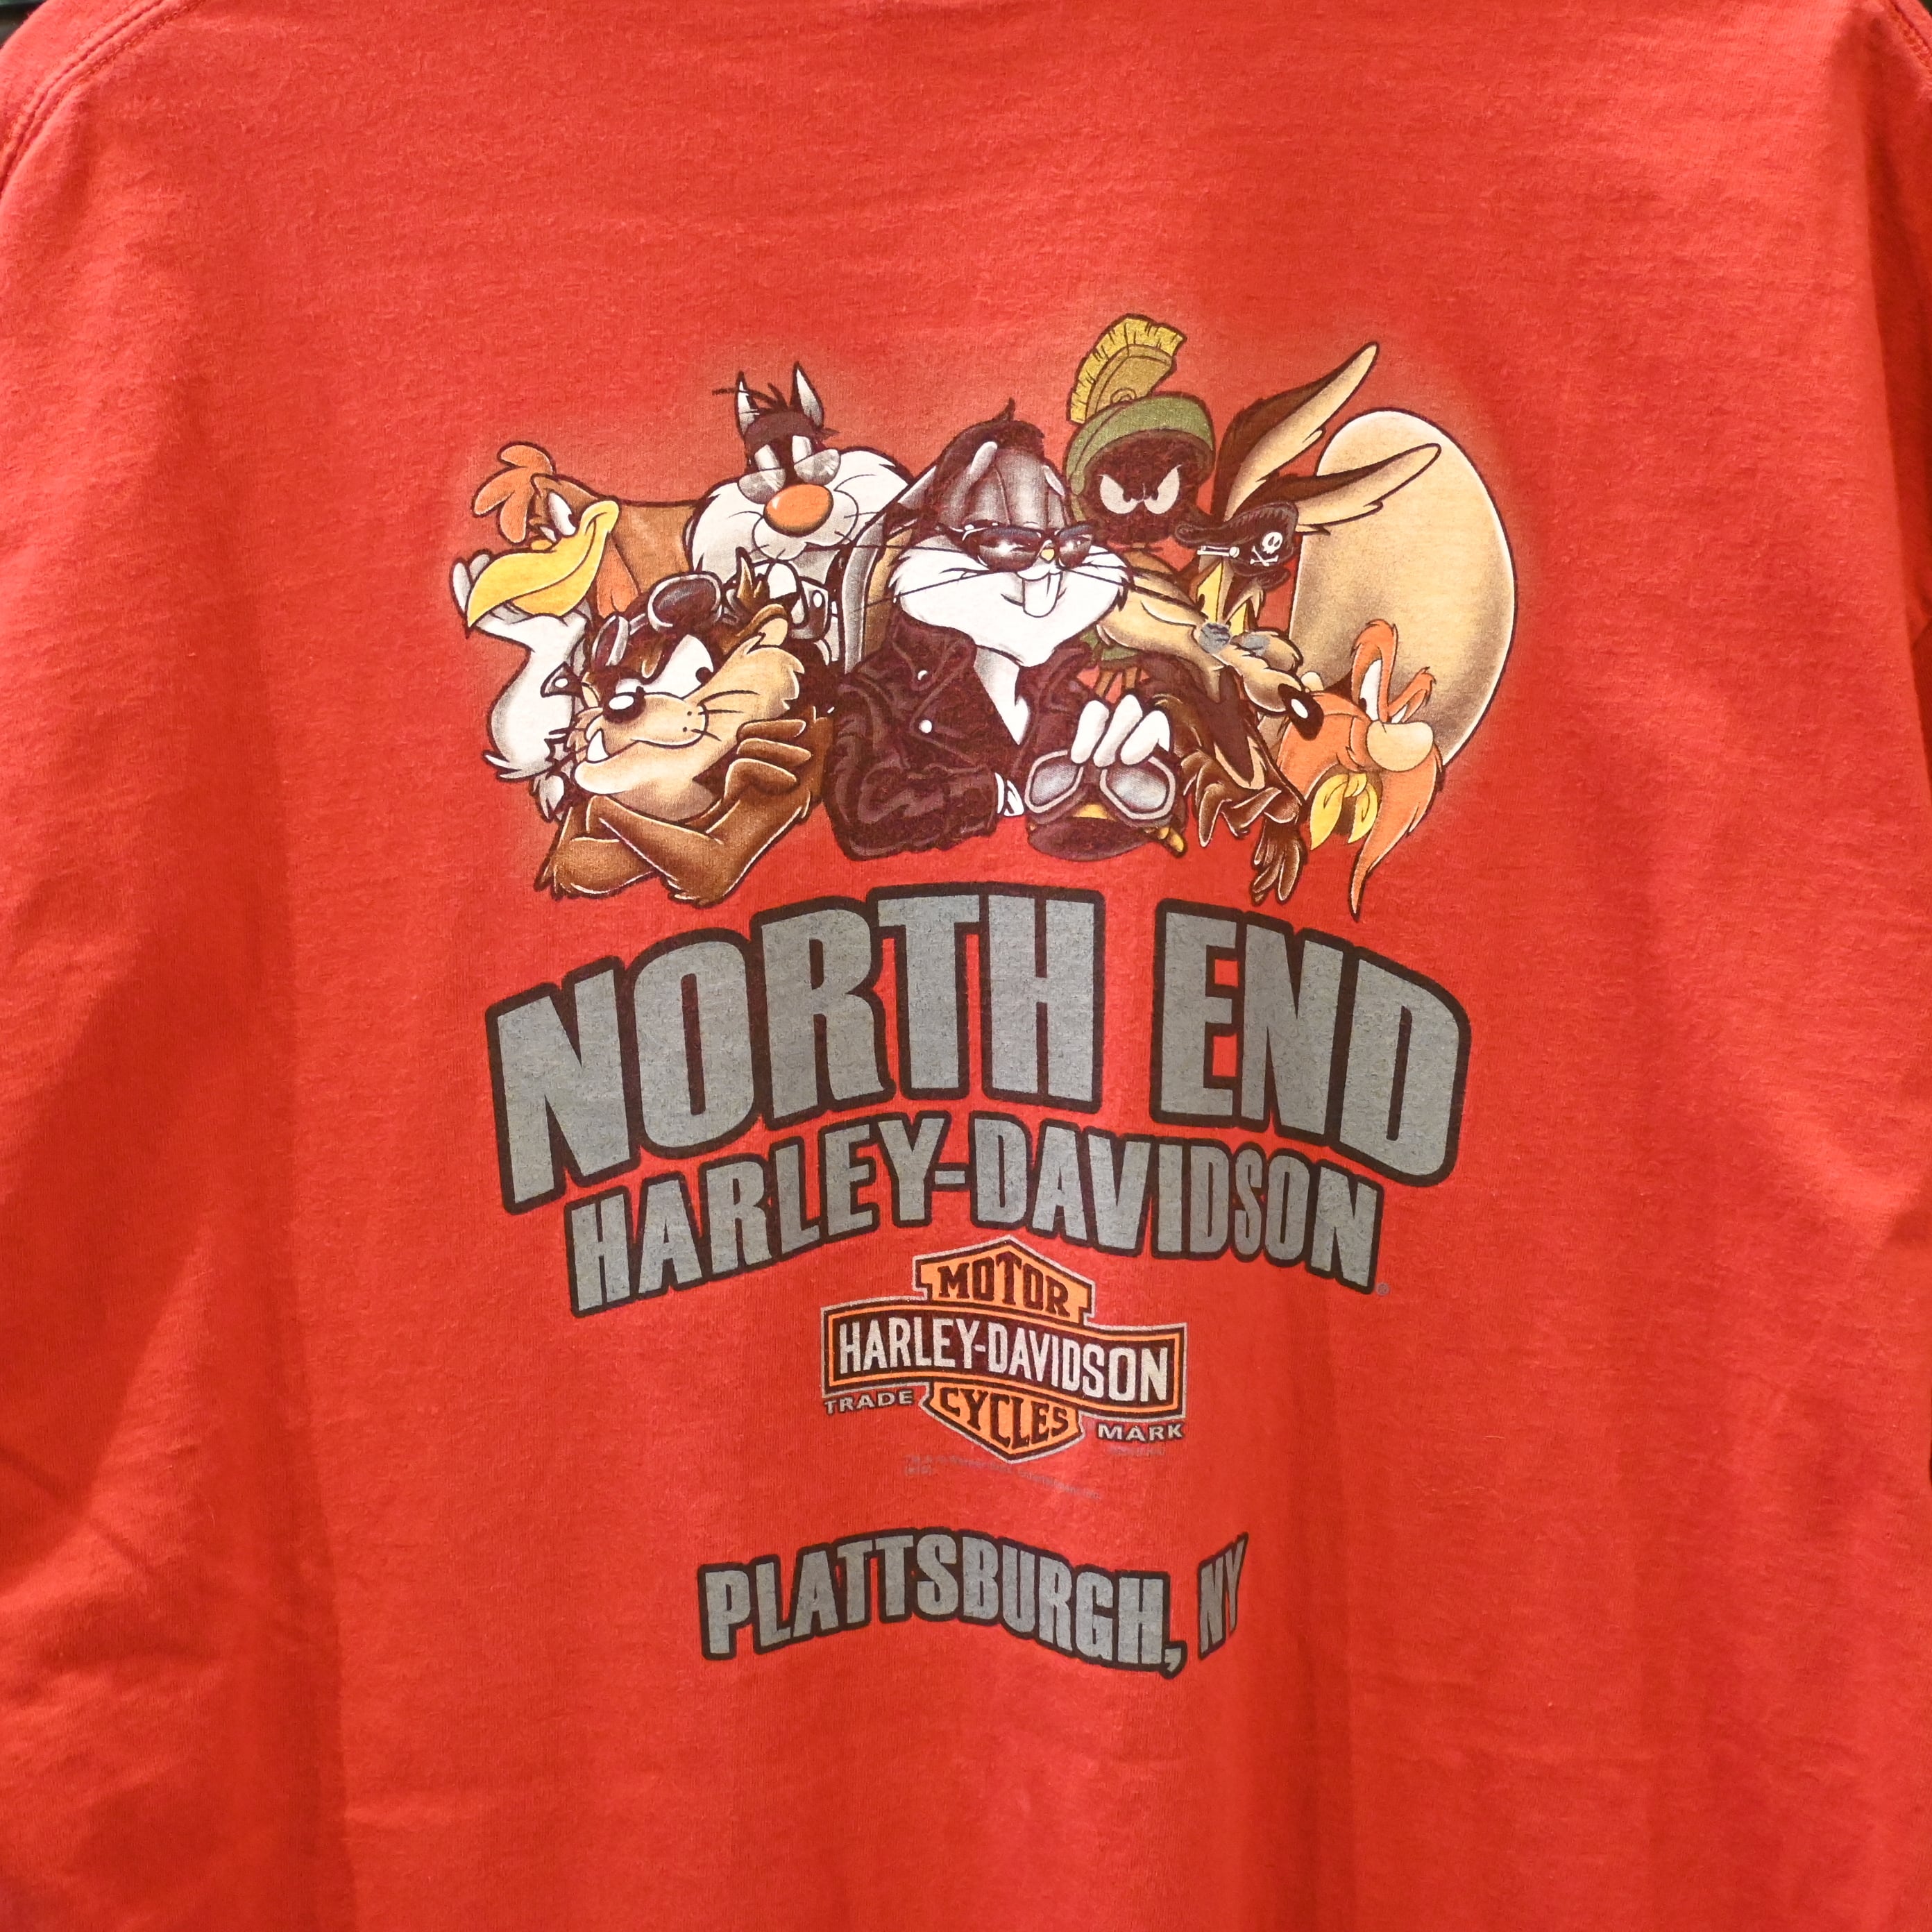 NORTH END
HARLEY-DAVIDSON®
MOTOR
HARLEY-DAVIDSON
CYCLES
TRADE MARK
PLATTSBURGH, NY